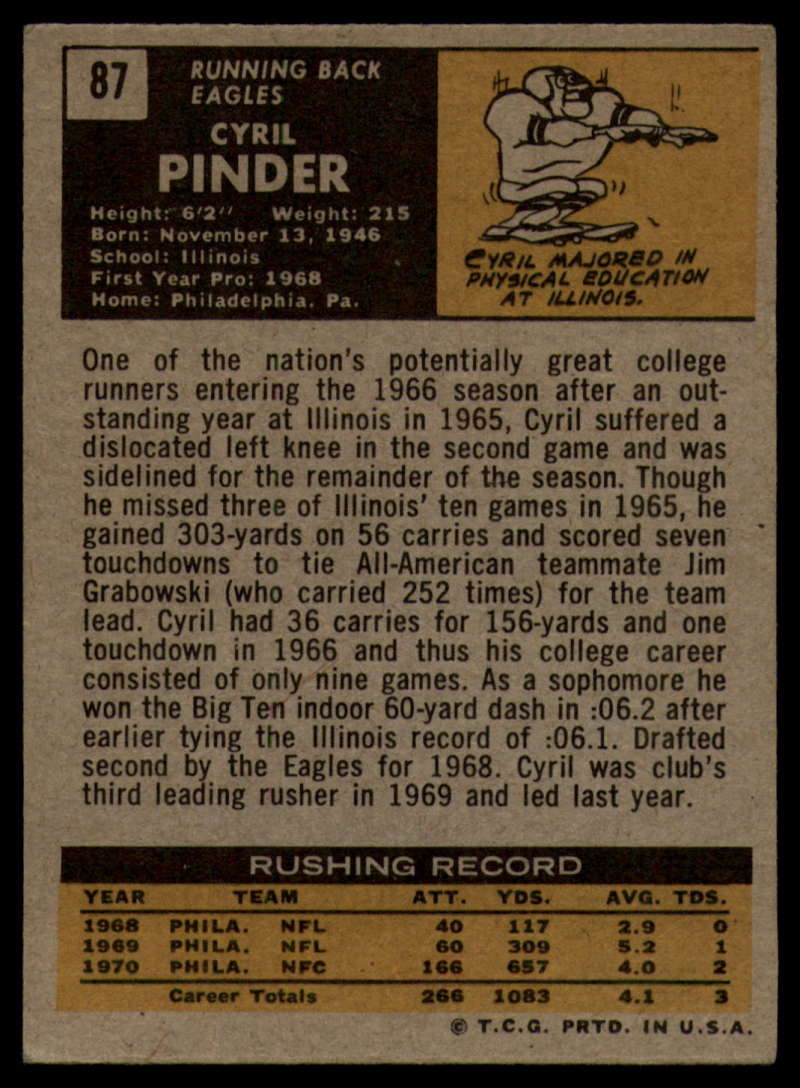 87
RUNNING BACK
EAGLES
CYRIL
PINDER
Height: 6'2" Weight: 215
Born: November 13, 1946
School: Illinois
First Year Pro: 1968
Home: Philadelphia, Pa.
CYRIL MAJORED IN
PHYSICAL EDUCATION
AT ILLINOIS.
One of the nation's potentially great college
runners entering the 1966 season after an out-
standing year at Illinois in 1965, Cyril suffered a
dislocated left knee in the second game and was
sidelined for the remainder of the season. Though
he missed three of Illinois' ten games in 1965, he
gained 303-yards on 56 carries and scored seven
touchdowns to tie All-American teammate Jim
Grabowski (who carried 252 times) for the team
lead. Cyril had 36 carries for 156-yards and one
touchdown in 1966 and thus his college career
consisted of only nine games. As a sophomore he
won the Big Ten indoor 60-yard dash in :06.2 after
earlier tying the Illinois record of :06.1. Drafted
second by the Eagles for 1968. Cyril was club's
third leading rusher in 1969 and led last year.
RUSHING RECORD
YEAR TEAM ATT. YDS. AVG. TDS.
1968 PHILA. NFL 40 117 2.9 0
1969 PHILA. NFL 60 309 5.2 1
1970 PHILA. NFC 166 657 4.0 2
Career Totals 266 1083 4.1 3
© T.C.G. PRTD. IN U.S.A.